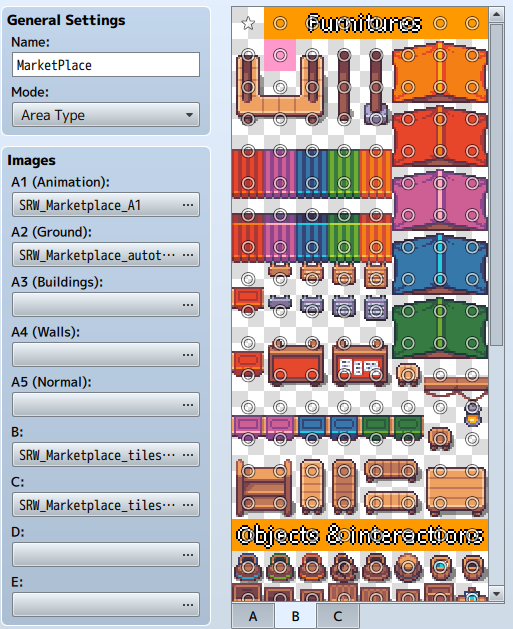 General Settings
Name:
MarketPlace
Mode:
Area Type
Images
A1 (Animation):
SRW_Marketplace_A1 ...
A2 (Ground):
SRW_Marketplace_autot... ...
A3 (Buildings):
...
A4 (Walls):
...
A5 (Normal):
...
B:
SRW_Marketplace_tiles... ...
C:
SRW_Marketplace_tiles... ...
D:
...
E:
...
Furnitures
Objects & interactions
A B C